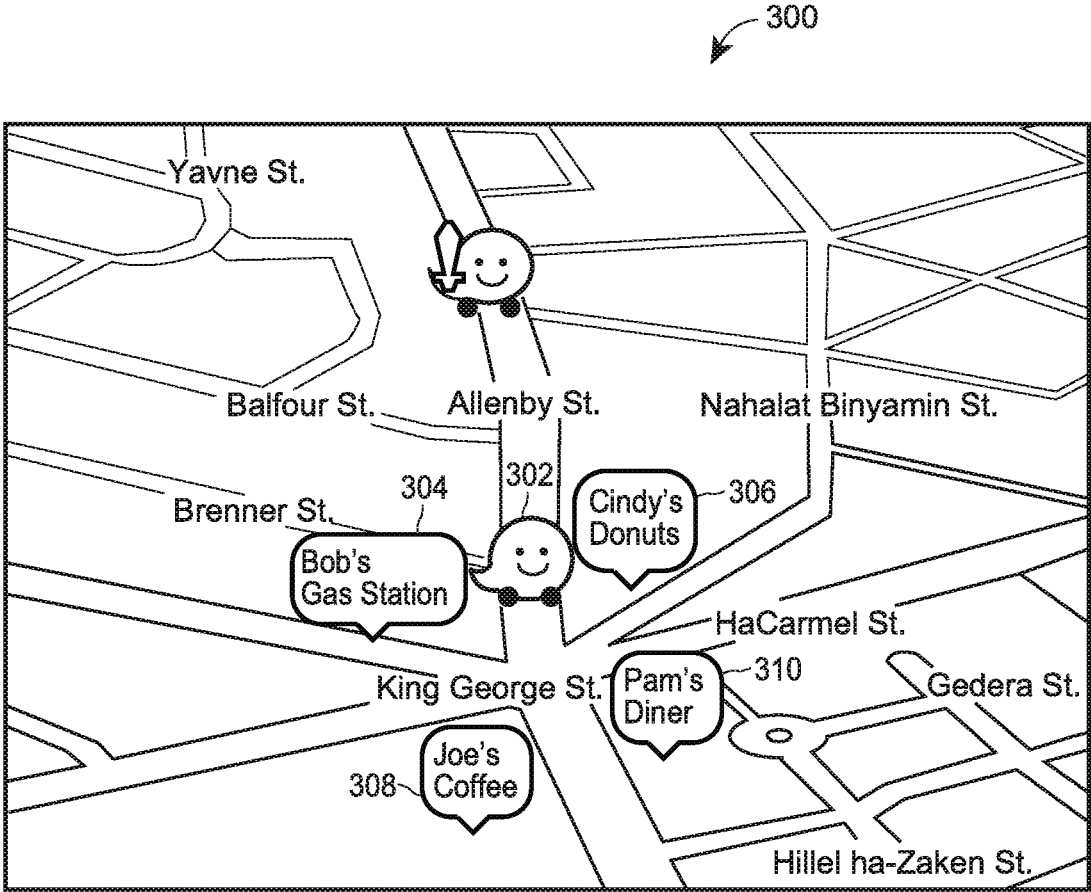 300
Yavne St.
Balfour St.
Allenby St.
Nahalat Binyamin St.
304
302
Cindy's
Donuts
306
Brenner St.
Bob's
Gas Station
HaCarmel St.
King George St.
Pam's
Diner
310
Gedera St.
Joe's
Coffee
308
Hillel ha-Zaken St.